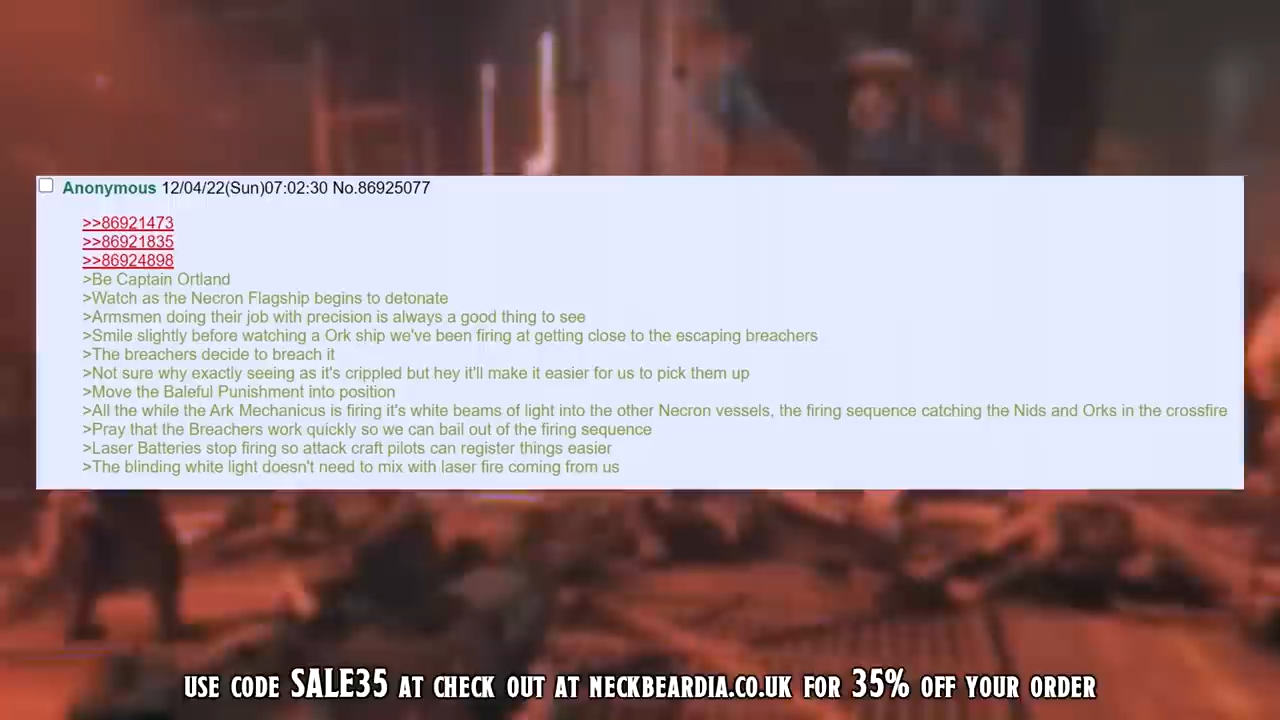 Anonymous 12/04/22(Sun)07:02:30 No.86925077
>>86921473
>>86921835
>>86924898
>Be Captain Ortland
>Watch as the Necron Flagship begins to detonate
>Armsmen doing their job with precision is always a good thing to see
>Smile slightly before watching a Ork ship we've been firing at getting close to the escaping breachers
>The breachers decide to breach it
>Not sure why exactly seeing as it's crippled but hey it'll make it easier for us to pick them up
>Move the Baleful Punishment into position
>All the while the Ark Mechanicus is firing it's white beams of light into the other Necron vessels, the firing sequence catching the Nids and Orks in the crossfire
>Pray that the Breachers work quickly so we can bail out of the firing sequence
>Laser Batteries stop firing so attack craft pilots can register things easier
>The blinding white light doesn't need to mix with laser fire coming from us
USE CODE SALE35 AT CHECK OUT AT NECKBEARDIA.CO.UK FOR 35% OFF YOUR ORDER